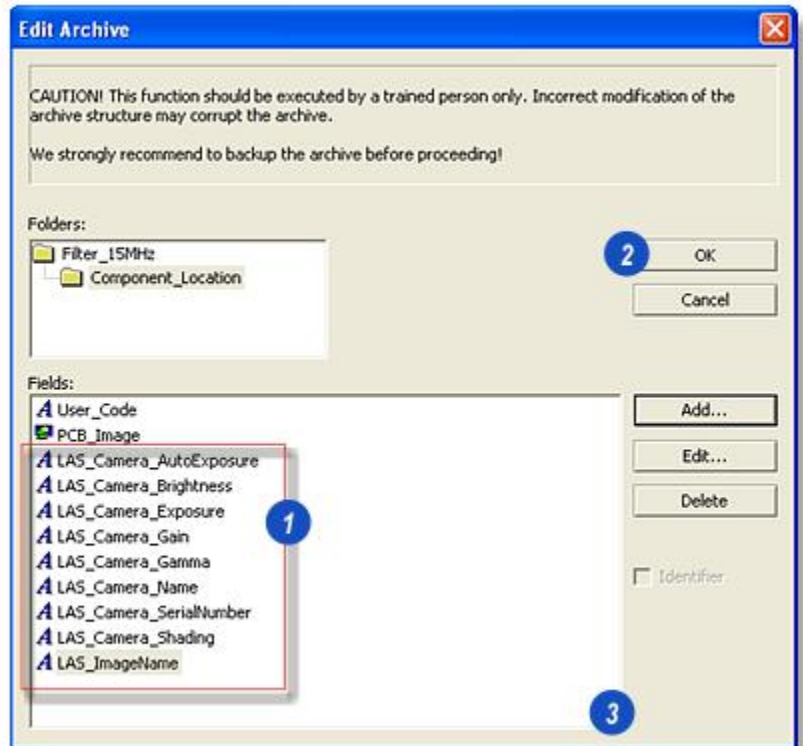 Edit Archive
CAUTION! This function should be executed by a trained person only. Incorrect modification of the
archive structure may corrupt the archive.
We strongly recommend to backup the archive before proceeding!
Folders:
Filter_15MHz
Component_Location
2
OK
Cancel
Fields:
User_Code
PCB_Image
LAS_Camera_AutoExposure
LAS_Camera_Brightness
LAS_Camera_Exposure
LAS_Camera_Gain
LAS_Camera_Gamma
LAS_Camera_Name
LAS_Camera_SerialNumber
LAS_Camera_Shading
LAS_ImageName
1
Add...
Edit...
Delete
Identifier
3